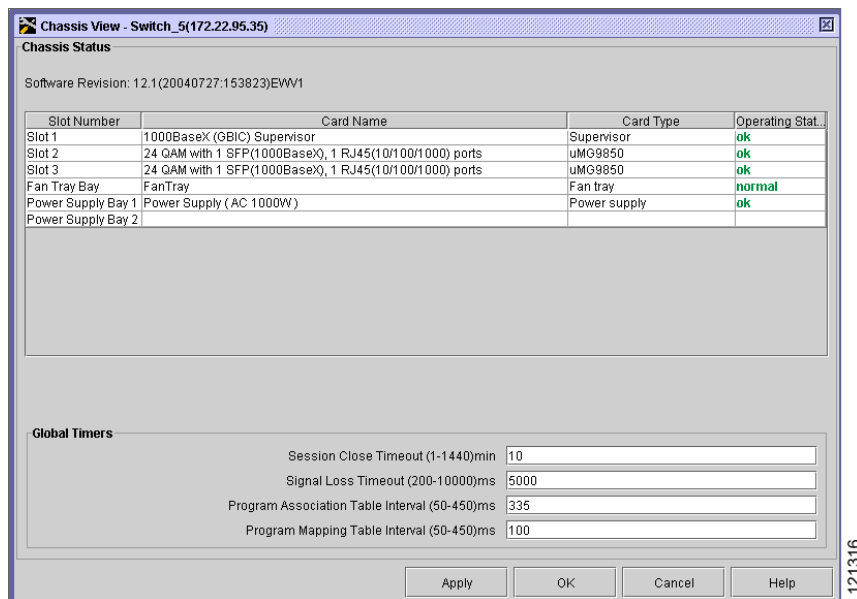 Chassis View - Switch_5(172.22.95.35)
Chassis Status
Software Revision: 12.1(20040727:153823)EWV1
Slot Number Card Name Card Type Operating Stat...
Slot 1 1000BaseX (GBIC) Supervisor Supervisor ok
Slot 2 24 QAM with 1 SFP(1000BaseX), 1 RJ45(10/100/1000) ports uMG9850 ok
Slot 3 24 QAM with 1 SFP(1000BaseX), 1 RJ45(10/100/1000) ports uMG9850 ok
Fan Tray Bay FanTray Fan tray normal
Power Supply Bay 1 Power Supply ( AC 1000W ) Power supply ok
Power Supply Bay 2
Global Timers
Session Close Timeout (1-1440)min 10
Signal Loss Timeout (200-10000)ms 5000
Program Association Table Interval (50-450)ms 335
Program Mapping Table Interval (50-450)ms 100
Apply OK Cancel Help
121316